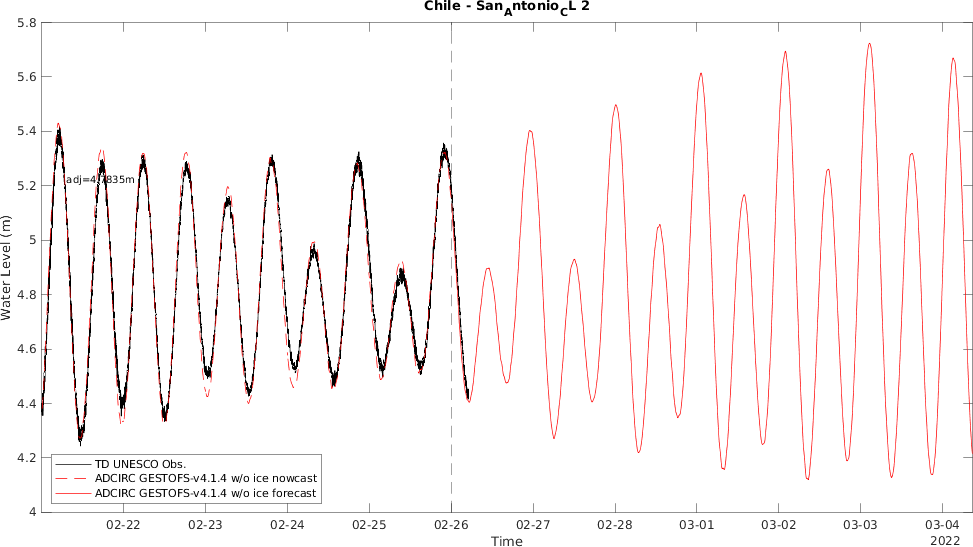 Chile - San_Antonio_CL 2
5.8
5.6
5.4
5.2
5
4.8
4.6
4.4
4.2
4
Water Level (m)
adj=4.7835m
TD UNESCO Obs.
ADCIRC GESTOFS-v4.1.4 w/o ice nowcast
ADCIRC GESTOFS-v4.1.4 w/o ice forecast
02-22 02-23 02-24 02-25 02-26 02-27 02-28 03-01 03-02 03-03 03-04
Time
2022